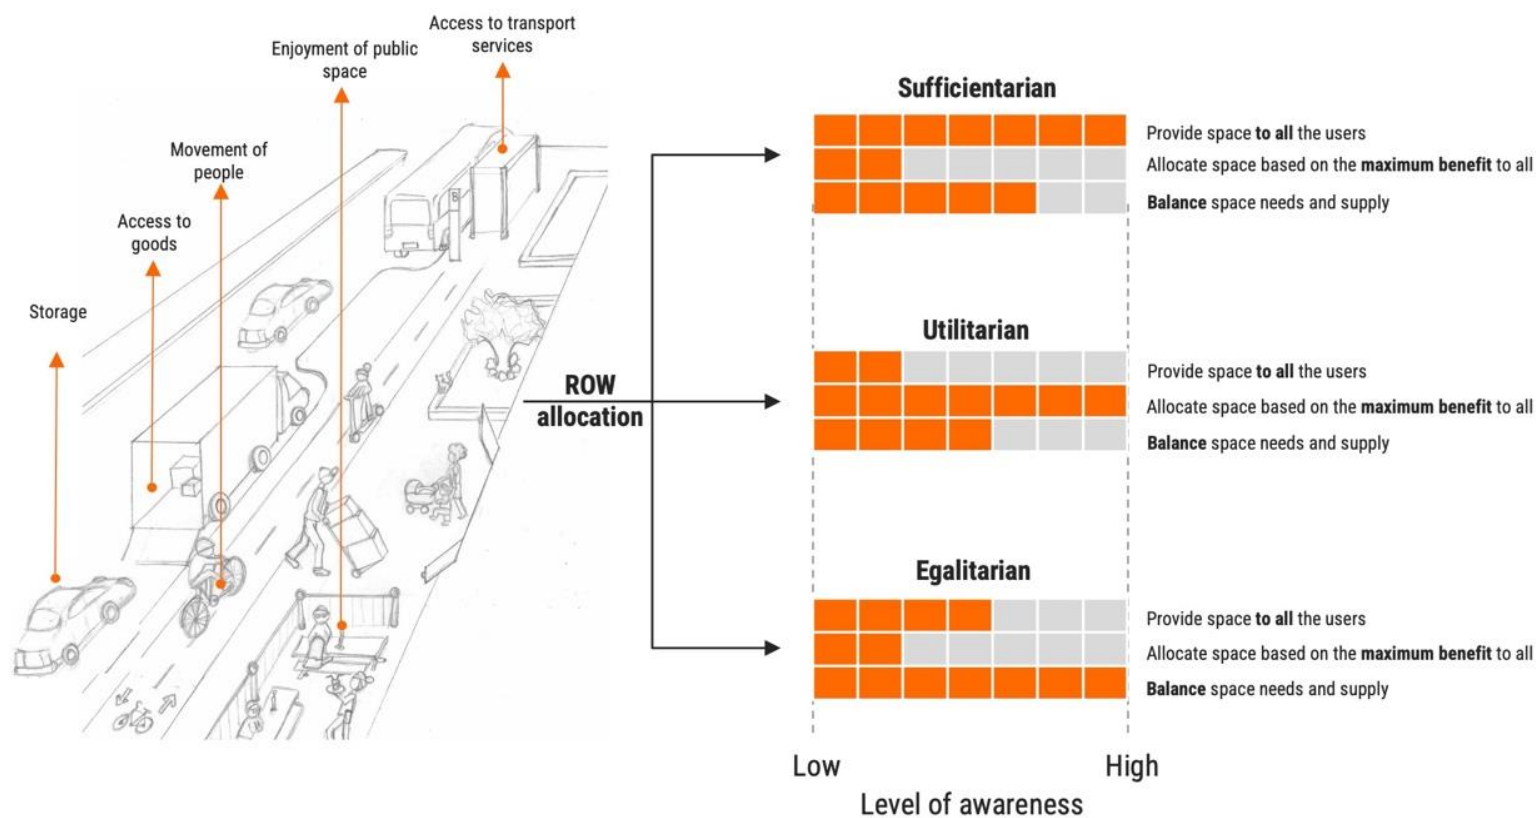 Access to transport
services
Enjoyment of public
space
Movement of
people
Access to
goods
Storage
B
ROW
allocation
Sufficientarian
Provide space to all the users
Allocate space based on the maximum benefit to all
Balance space needs and supply
Utilitarian
Provide space to all the users
Allocate space based on the maximum benefit to all
Balance space needs and supply
Egalitarian
Provide space to all the users
Allocate space based on the maximum benefit to all
Balance space needs and supply
Low
High
Level of awareness